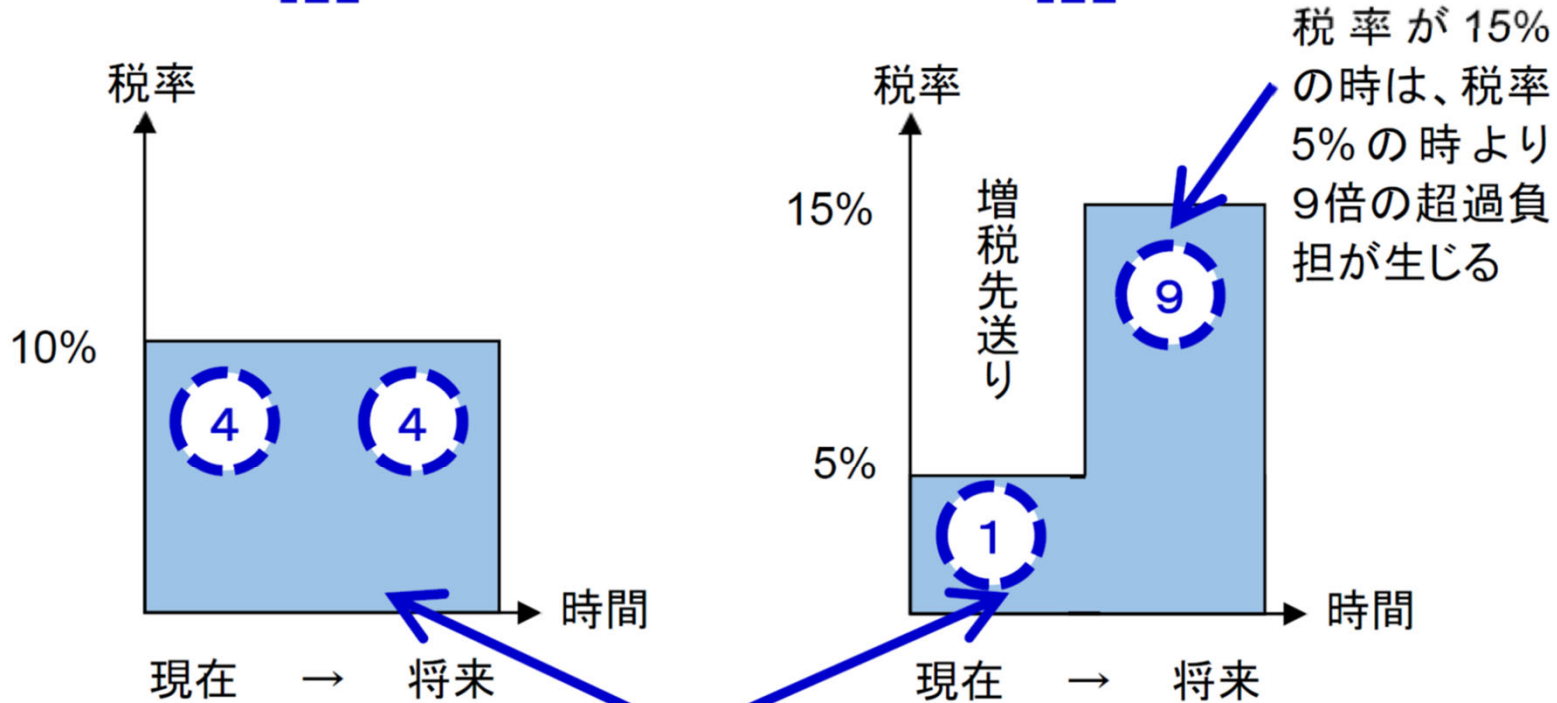 税率
10%
4
4
時間
現在 → 将来
税率
15%
増税先送り
5%
1
9
時間
現在 → 将来
税率が15%
の時は、税率
5%の時より
9倍の超過負
担が生じる